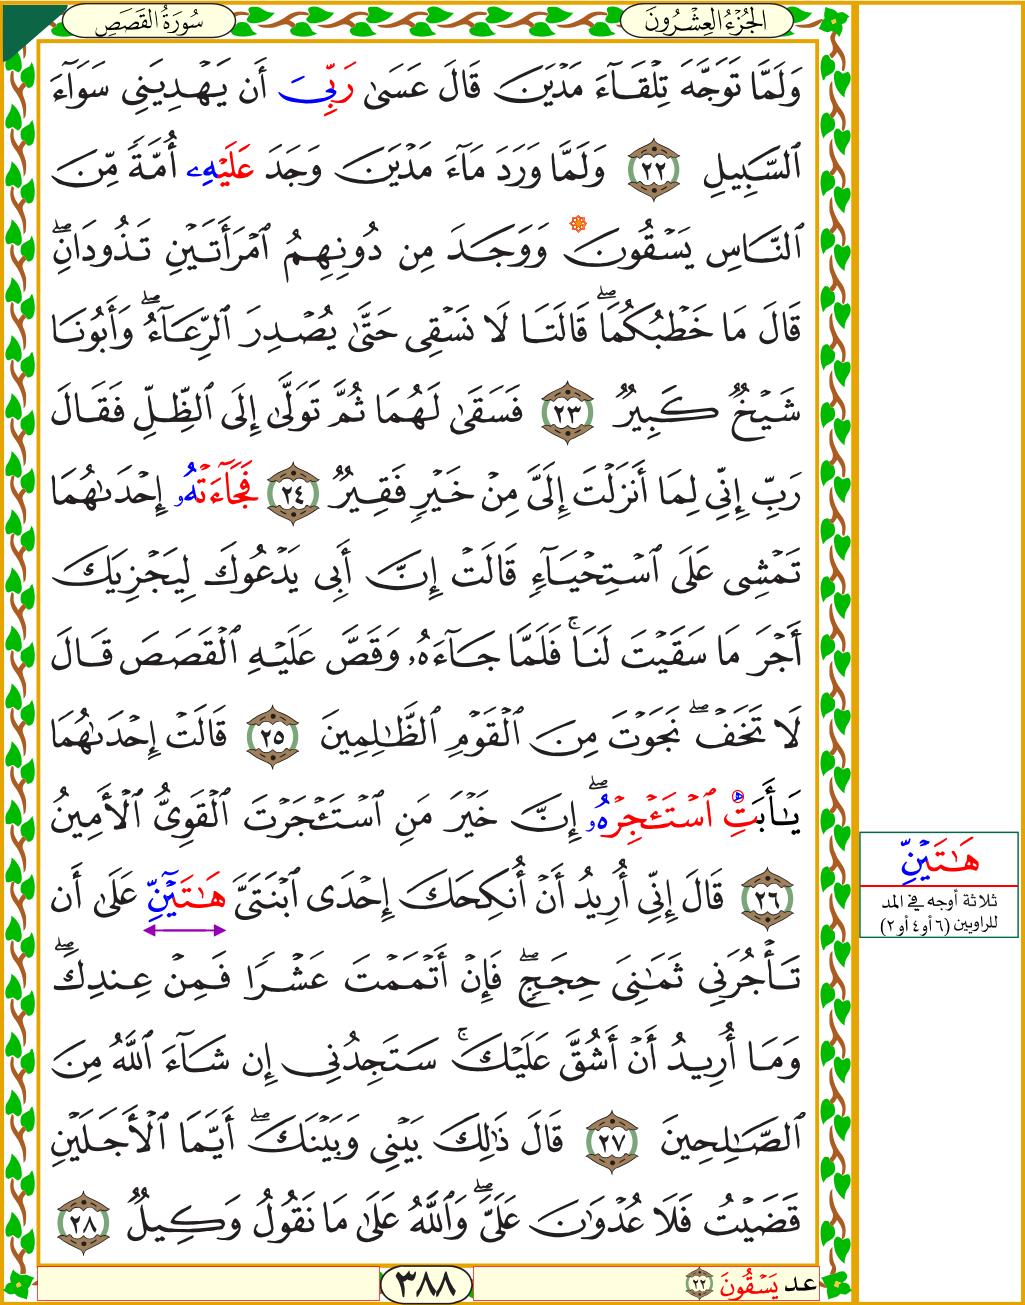 الجُزْءُ العِشْرُونَ
سُورَةُ القَصَصِ
وَلَمَّا تَوَجَّهَ تِلْقَآءَ مَدْيَنَ قَالَ عَسَىٰ رَبِّيَ أَن يَهْدِيَنِي سَوَآءَ
ٱلسَّبِيلِ ٢٢ وَلَمَّا وَرَدَ مَآءَ مَدْيَنَ وَجَدَ عَلَيْهِۦ أُمَّةٗ مِّنَ
ٱلنَّاسِ يَسْقُونَ وَوَجَدَ مِن دُونِهِمُ ٱمْرَأَتَيْنِ تَذُودَانِۖ
قَالَ مَا خَطْبُكُمَاۖ قَالَتَا لَا نَسْقِي حَتَّىٰ يُصْدِرَ ٱلرِّعَآءُۖ وَأَبُونَا
شَيْخٞ كَبِيرٞ ٢٣ فَسَقَىٰ لَهُمَا ثُمَّ تَوَلَّىٰ إِلَى ٱلظِّلِّ فَقَالَ
رَبِّ إِنِّي لِمَا أَنزَلْتَ إِلَيَّ مِنْ خَيْرٖ فَقِيرٞ ٢٤ فَجَآءَتْهُۥ إِحْدَىٰهُمَا
تَمْشِي عَلَى ٱسْتِحْيَآءٖ قَالَتْ إِنَّ أَبِي يَدْعُوكَ لِيَجْزِيَكَ
أَجْرَ مَا سَقَيْتَ لَنَاۚ فَلَمَّا جَآءَهُۥ وَقَصَّ عَلَيْهِ ٱلْقَصَصَ قَالَ
لَا تَخَفْۖ نَجَوْتَ مِنَ ٱلْقَوْمِ ٱلظَّٰلِمِينَ ٢٥ قَالَتْ إِحْدَىٰهُمَا
يَٰأَبَتِ ٱسْتَـْٔجِرْهُۥۖ إِنَّ خَيْرَ مَنِ ٱسْتَـْٔجَرْتَ ٱلْقَوِيُّ ٱلْأَمِينُ
٢٦ قَالَ إِنِّي أُرِيدُ أَنْ أُنكِحَكَ إِحْدَى ٱبْنَتَيَّ هَٰتَيْنِّ عَلَىٰ أَن
تَأْجُرَنِي ثَمَٰنِيَ حِجَجٖۖ فَإِنْ أَتْمَمْتَ عَشْرٗا فَمِنْ عِندِكَۖ
وَمَا أُرِيدُ أَنْ أَشُقَّ عَلَيْكَۚ سَتَجِدُنِي إِن شَآءَ ٱللَّهُ مِنَ
ٱلصَّٰلِحِينَ ٢٧ قَالَ ذَٰلِكَ بَيْنِي وَبَيْنَكَۖ أَيَّمَا ٱلْأَجَلَيْنِ
قَضَيْتُ فَلَا عُدْوَٰنَ عَلَيَّۖ وَٱللَّهُ عَلَىٰ مَا نَقُولُ وَكِيلٞ ٢٨
هَٰتَيْنِّ
ثلاثة أوجه في المد
للراويين (٦ أو ٤ أو ٢)
عد يَسْقُونَ ٢٢
٣٨٨